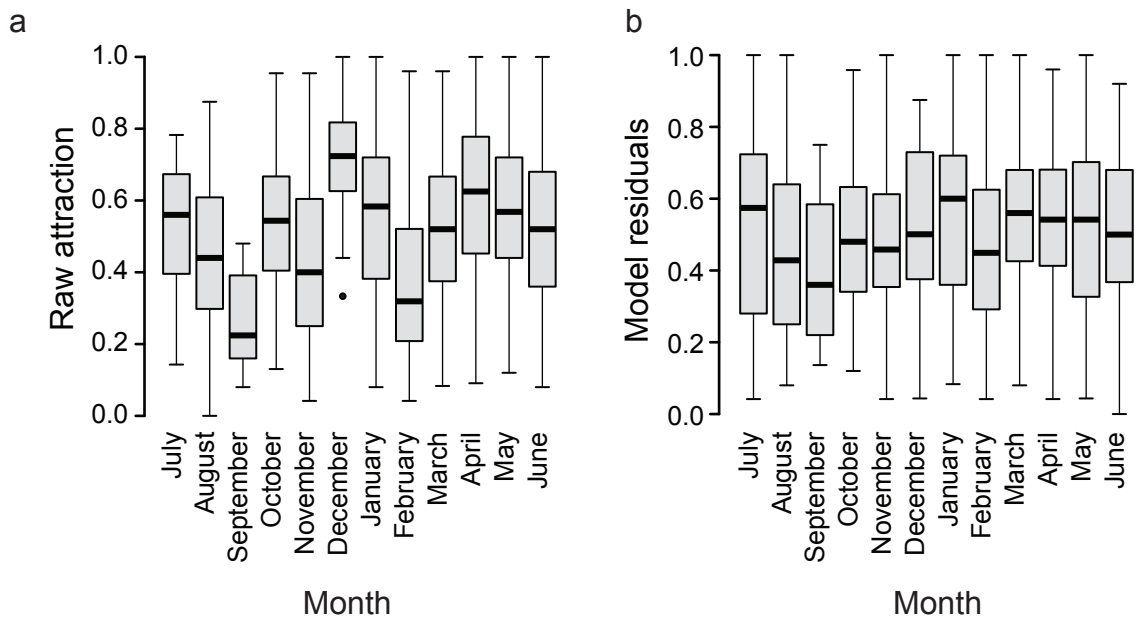 a
Raw attraction
1.0
0.8
0.6
0.4
0.2
0.0
July
August
September
October
November
December
January
February
March
April
May
June
Month
b
Model residuals
1.0
0.8
0.6
0.4
0.2
0.0
July
August
September
October
November
December
January
February
March
April
May
June
Month